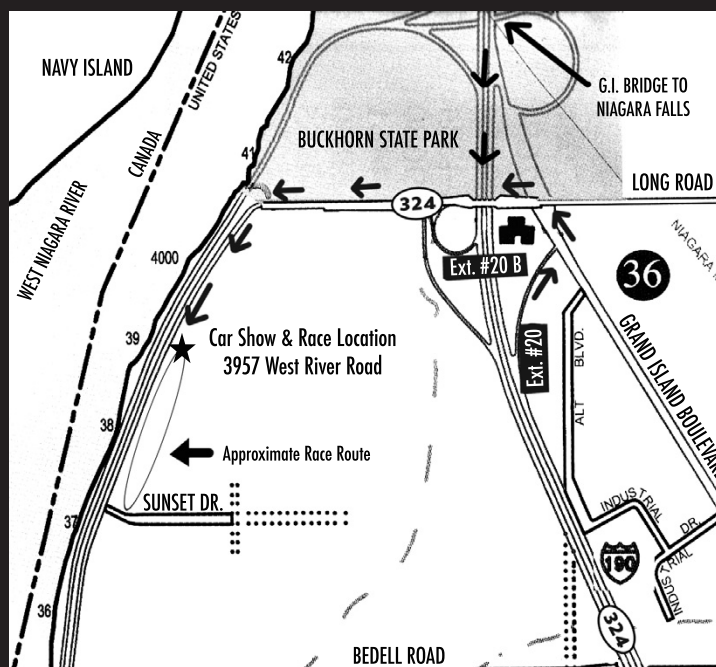 NAVY ISLAND
UNITED STATES
CANADA
42
G.I. BRIDGE TO
NIAGARA FALLS
BUCKHORN STATE PARK
41
LONG ROAD
324
WEST NIAGARA RIVER
4000
Ext. #20 B
36
NIAGARA
39
Car Show & Race Location
3957 West River Road
Ext. #20
ALT BLVD.
GRAND ISLAND BOULEVARD
38
Approximate Race Route
SUNSET DR.
37
INDUSTRIAL DR.
INDUSTRIAL
190
36
324
BEDELL ROAD